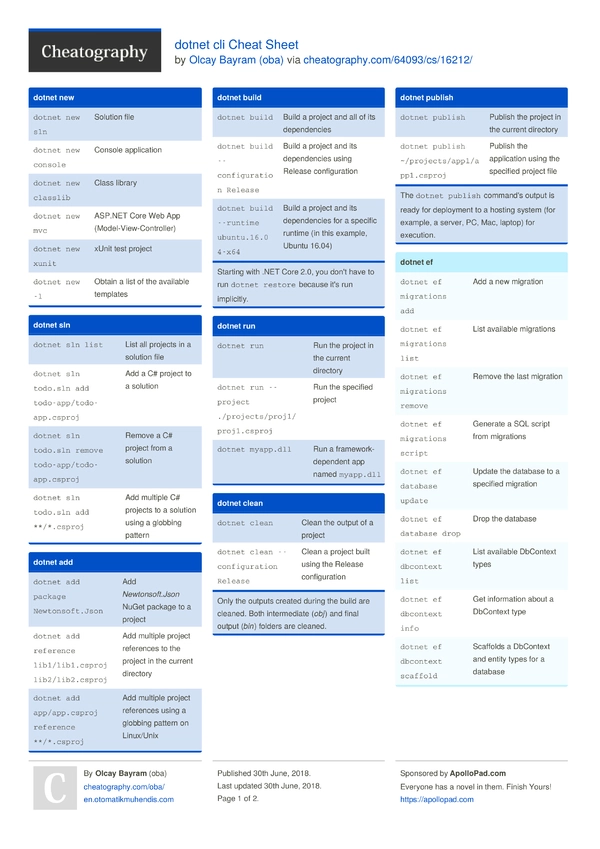 Cheatography
dotnet cli Cheat Sheet
by Olcay Bayram (oba) via cheatography.com/64093/cs/16212/
dotnet new
dotnet new
sln
Solution file
dotnet new
console
Console application
dotnet new
classlib
Class library
dotnet new
mvc
ASP.NET Core Web App
(Model-View-Controller)
dotnet new
xunit
xUnit test project
dotnet new
-l
Obtain a list of the available
templates
dotnet sln
dotnet sln list
List all projects in a
solution file
dotnet sln
todo.sln add
todo-app/todo-
app.csproj
Add a C# project to
a solution
dotnet sln
todo.sln remove
todo-app/todo-
app.csproj
Remove a C#
project from a
solution
dotnet sln
todo.sln add
**/*.csproj
Add multiple C#
projects to a solution
using a globbing
pattern
dotnet add
dotnet add
package
Newtonsoft.Json
Add
Newtonsoft.Json
NuGet package to a
project
dotnet add
reference
lib1/lib1.csproj
lib2/lib2.csproj
Add multiple project
references to the
project in the current
directory
dotnet add
app/app.csproj
reference
**/*.csproj
Add multiple project
references using a
globbing pattern on
Linux/Unix
dotnet build
dotnet build
Build a project and all of its
dependencies
dotnet build
--
configuratio
n Release
Build a project and its
dependencies using
Release configuration
dotnet build
--runtime
ubuntu.16.0
4-x64
Build a project and its
dependencies for a specific
runtime (in this example,
Ubuntu 16.04)
Starting with .NET Core 2.0, you don't have to
run dotnet restore because it's run
implicitly.
dotnet run
dotnet run
Run the project in
the current
directory
dotnet run --
project
./projects/proj1/
proj1.csproj
Run the specified
project
dotnet myapp.dll
Run a framework-
dependent app
named myapp.dll
dotnet clean
dotnet clean
Clean the output of a
project
dotnet clean --
configuration
Release
Clean a project built
using the Release
configuration
Only the outputs created during the build are
cleaned. Both intermediate (obj) and final
output (bin) folders are cleaned.
dotnet publish
dotnet publish
Publish the project in
the current directory
dotnet publish
~/projects/app1/a
pp1.csproj
Publish the
application using the
specified project file
The dotnet publish command's output is
ready for deployment to a hosting system (for
example, a server, PC, Mac, laptop) for
execution.
dotnet ef
dotnet ef
migrations
add
Add a new migration
dotnet ef
migrations
list
List available migrations
dotnet ef
migrations
remove
Remove the last migration
dotnet ef
migrations
script
Generate a SQL script
from migrations
dotnet ef
database
update
Update the database to a
specified migration
dotnet ef
database drop
Drop the database
dotnet ef
dbcontext
list
List available DbContext
types
dotnet ef
dbcontext
info
Get information about a
DbContext type
dotnet ef
dbcontext
scaffold
Scaffolds a DbContext
and entity types for a
database
C
By Olcay Bayram (oba)
cheatography.com/oba/
en.otomatikmuhendis.com
Published 30th June, 2018.
Last updated 30th June, 2018.
Page 1 of 2.
Sponsored by ApolloPad.com
Everyone has a novel in them. Finish Yours!
https://apollopad.com